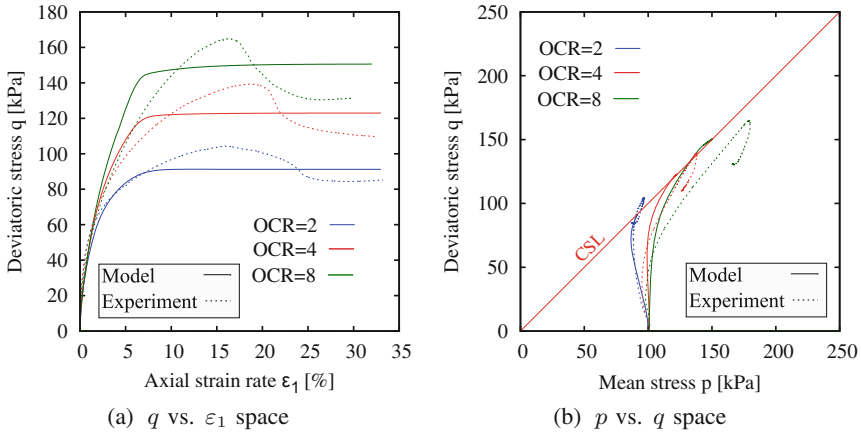 Deviatoric stress q [kPa]
180
160
140
120
100
80
60
40
20
0
OCR=2
OCR=4
OCR=8
Model
Experiment
0 5 10 15 20 25 30 35
Axial strain rate ε₁ [%]
(a) q vs. ε₁ space
Deviatoric stress q [kPa]
250
200
150
100
50
0
OCR=2
OCR=4
OCR=8
CSL
Model
Experiment
0 50 100 150 200 250
Mean stress p [kPa]
(b) p vs. q space